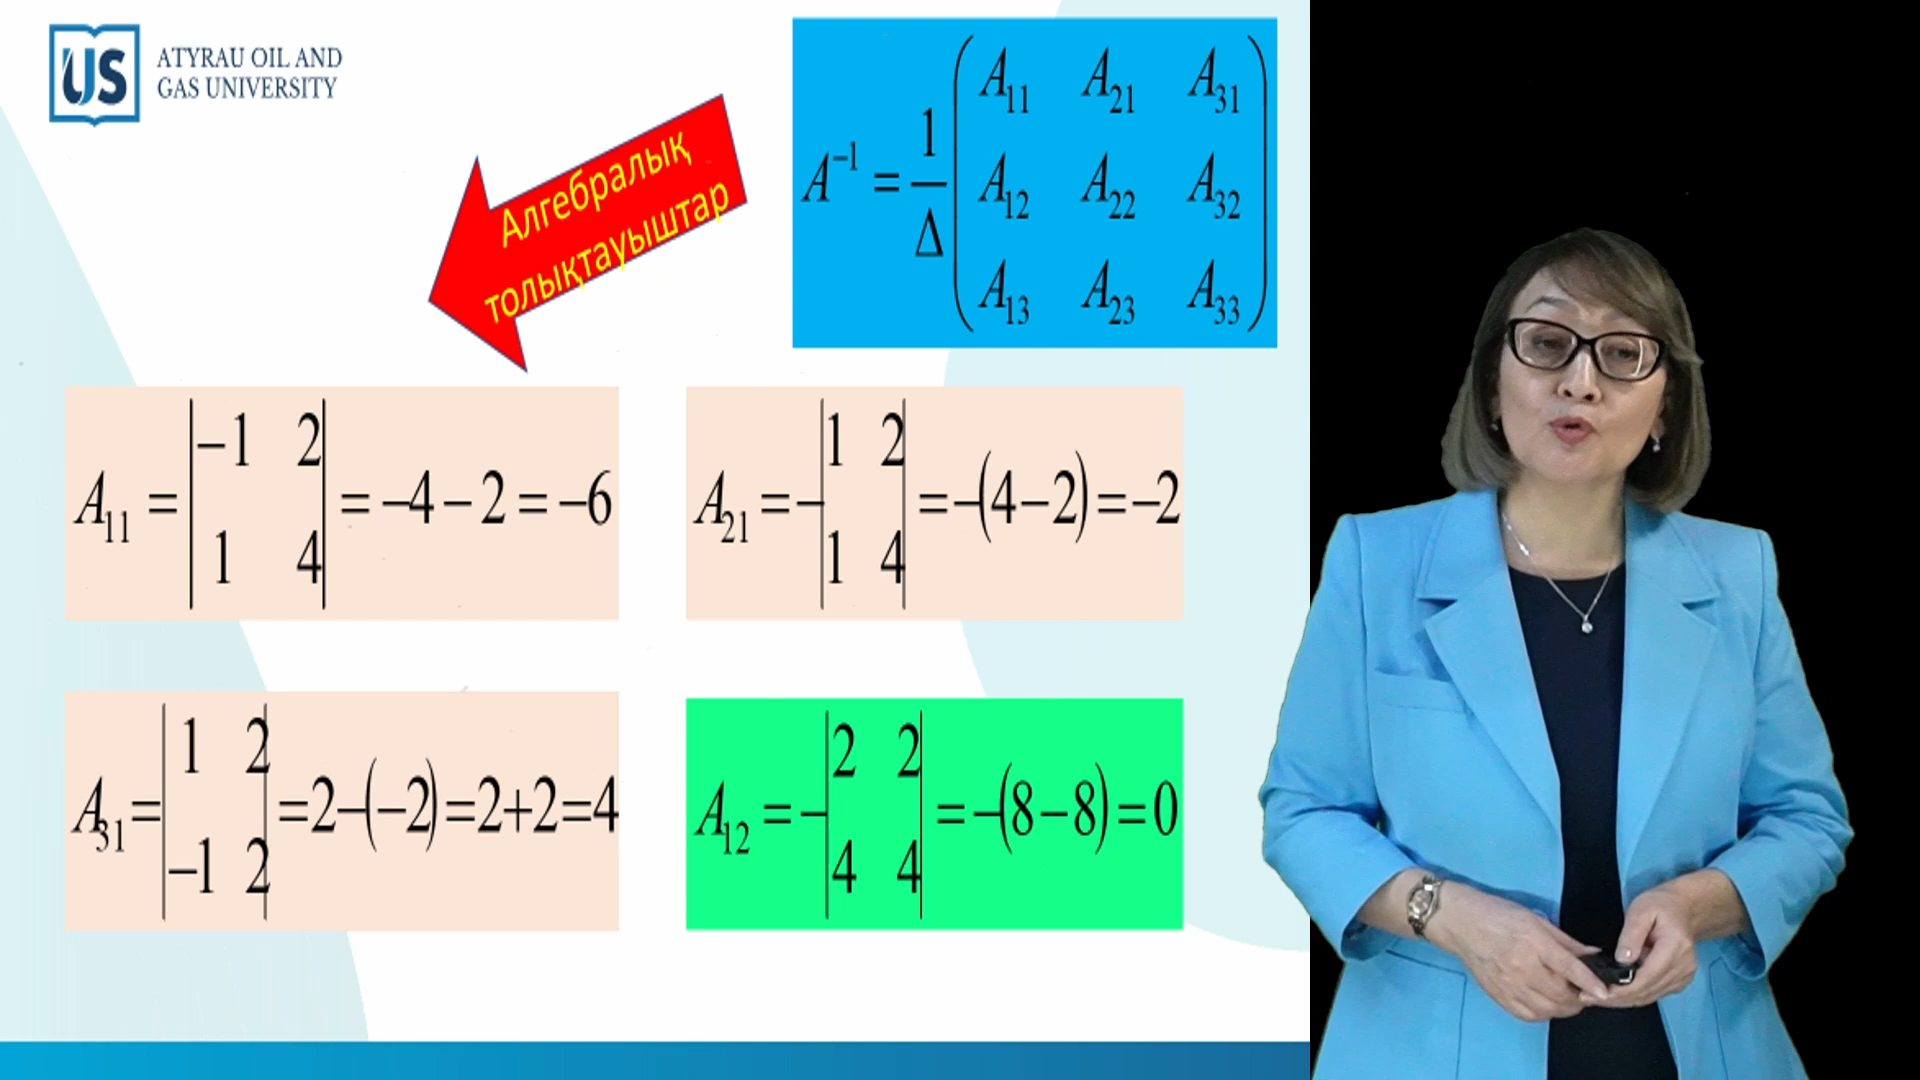 US
ATYRAU OIL AND
GAS UNIVERSITY
Алгебралық
толықтауыштар
A⁻¹ = 1/Δ ( A₁₁ A₂₁ A₃₁
A₁₂ A₂₂ A₃₂
A₁₃ A₂₃ A₃₃ )
A₁₁ = | −1 2
1 4 | = −4 − 2 = −6
A₂₁ = − | 1 2
1 4 | = −(4 − 2) = −2
A₃₁ = | 1 2
−1 2 | = 2−(−2) = 2+2 = 4
A₁₂ = − | 2 2
4 4 | = −(8 − 8) = 0